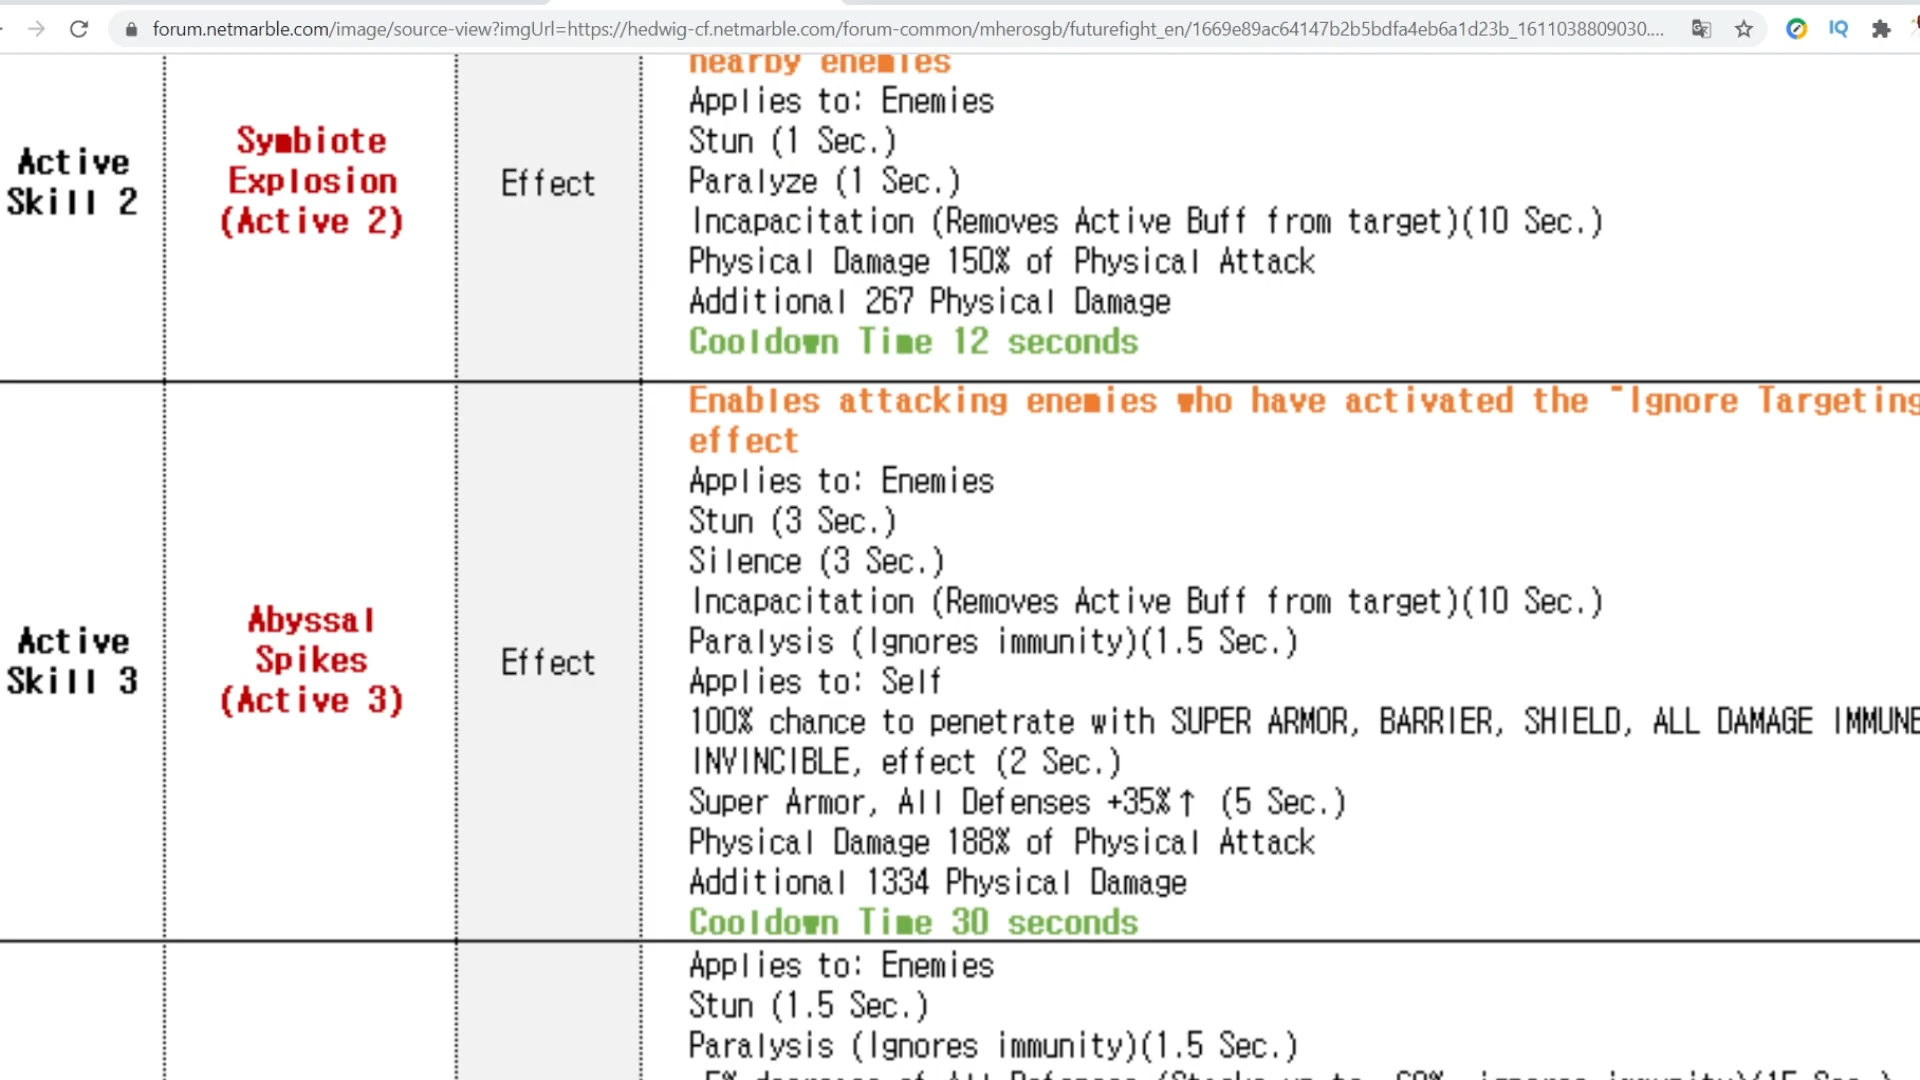 forum.netmarble.com/image/source-view?imgUrl=https://hedwig-cf.netmarble.com/forum-common/mherosgb/futurefight_en/1669e89ac64147b2b5bdfa4eb6a1d23b_1611038809030....
IQ
nearby enemies
Applies to: Enemies
Stun (1 Sec.)
Paralyze (1 Sec.)
Incapacitation (Removes Active Buff from target)(10 Sec.)
Physical Damage 150% of Physical Attack
Additional 267 Physical Damage
Cooldown Time 12 seconds
Active
Skill 2
Symbiote
Explosion
(Active 2)
Effect
Enables attacking enemies who have activated the "Ignore Targeting
effect
Applies to: Enemies
Stun (3 Sec.)
Silence (3 Sec.)
Incapacitation (Removes Active Buff from target)(10 Sec.)
Paralysis (Ignores immunity)(1.5 Sec.)
Applies to: Self
100% chance to penetrate with SUPER ARMOR, BARRIER, SHIELD, ALL DAMAGE IMMUNE
INVINCIBLE, effect (2 Sec.)
Super Armor, All Defenses +35%↑ (5 Sec.)
Physical Damage 188% of Physical Attack
Additional 1334 Physical Damage
Cooldown Time 30 seconds
Active
Skill 3
Abyssal
Spikes
(Active 3)
Effect
Applies to: Enemies
Stun (1.5 Sec.)
Paralysis (Ignores immunity)(1.5 Sec.)